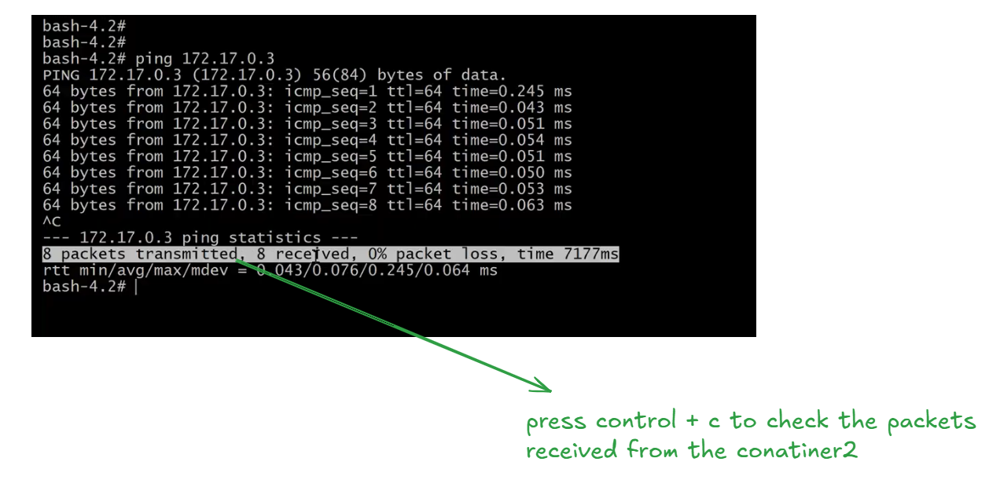 bash-4.2#
bash-4.2#
bash-4.2# ping 172.17.0.3
PING 172.17.0.3 (172.17.0.3) 56(84) bytes of data.
64 bytes from 172.17.0.3: icmp_seq=1 ttl=64 time=0.245 ms
64 bytes from 172.17.0.3: icmp_seq=2 ttl=64 time=0.043 ms
64 bytes from 172.17.0.3: icmp_seq=3 ttl=64 time=0.051 ms
64 bytes from 172.17.0.3: icmp_seq=4 ttl=64 time=0.054 ms
64 bytes from 172.17.0.3: icmp_seq=5 ttl=64 time=0.051 ms
64 bytes from 172.17.0.3: icmp_seq=6 ttl=64 time=0.050 ms
64 bytes from 172.17.0.3: icmp_seq=7 ttl=64 time=0.053 ms
64 bytes from 172.17.0.3: icmp_seq=8 ttl=64 time=0.063 ms
^C
--- 172.17.0.3 ping statistics ---
8 packets transmitted, 8 received, 0% packet loss, time 7177ms
rtt min/avg/max/mdev = 0.043/0.076/0.245/0.064 ms
bash-4.2#
press control + c to check the packets
received from the conatiner2